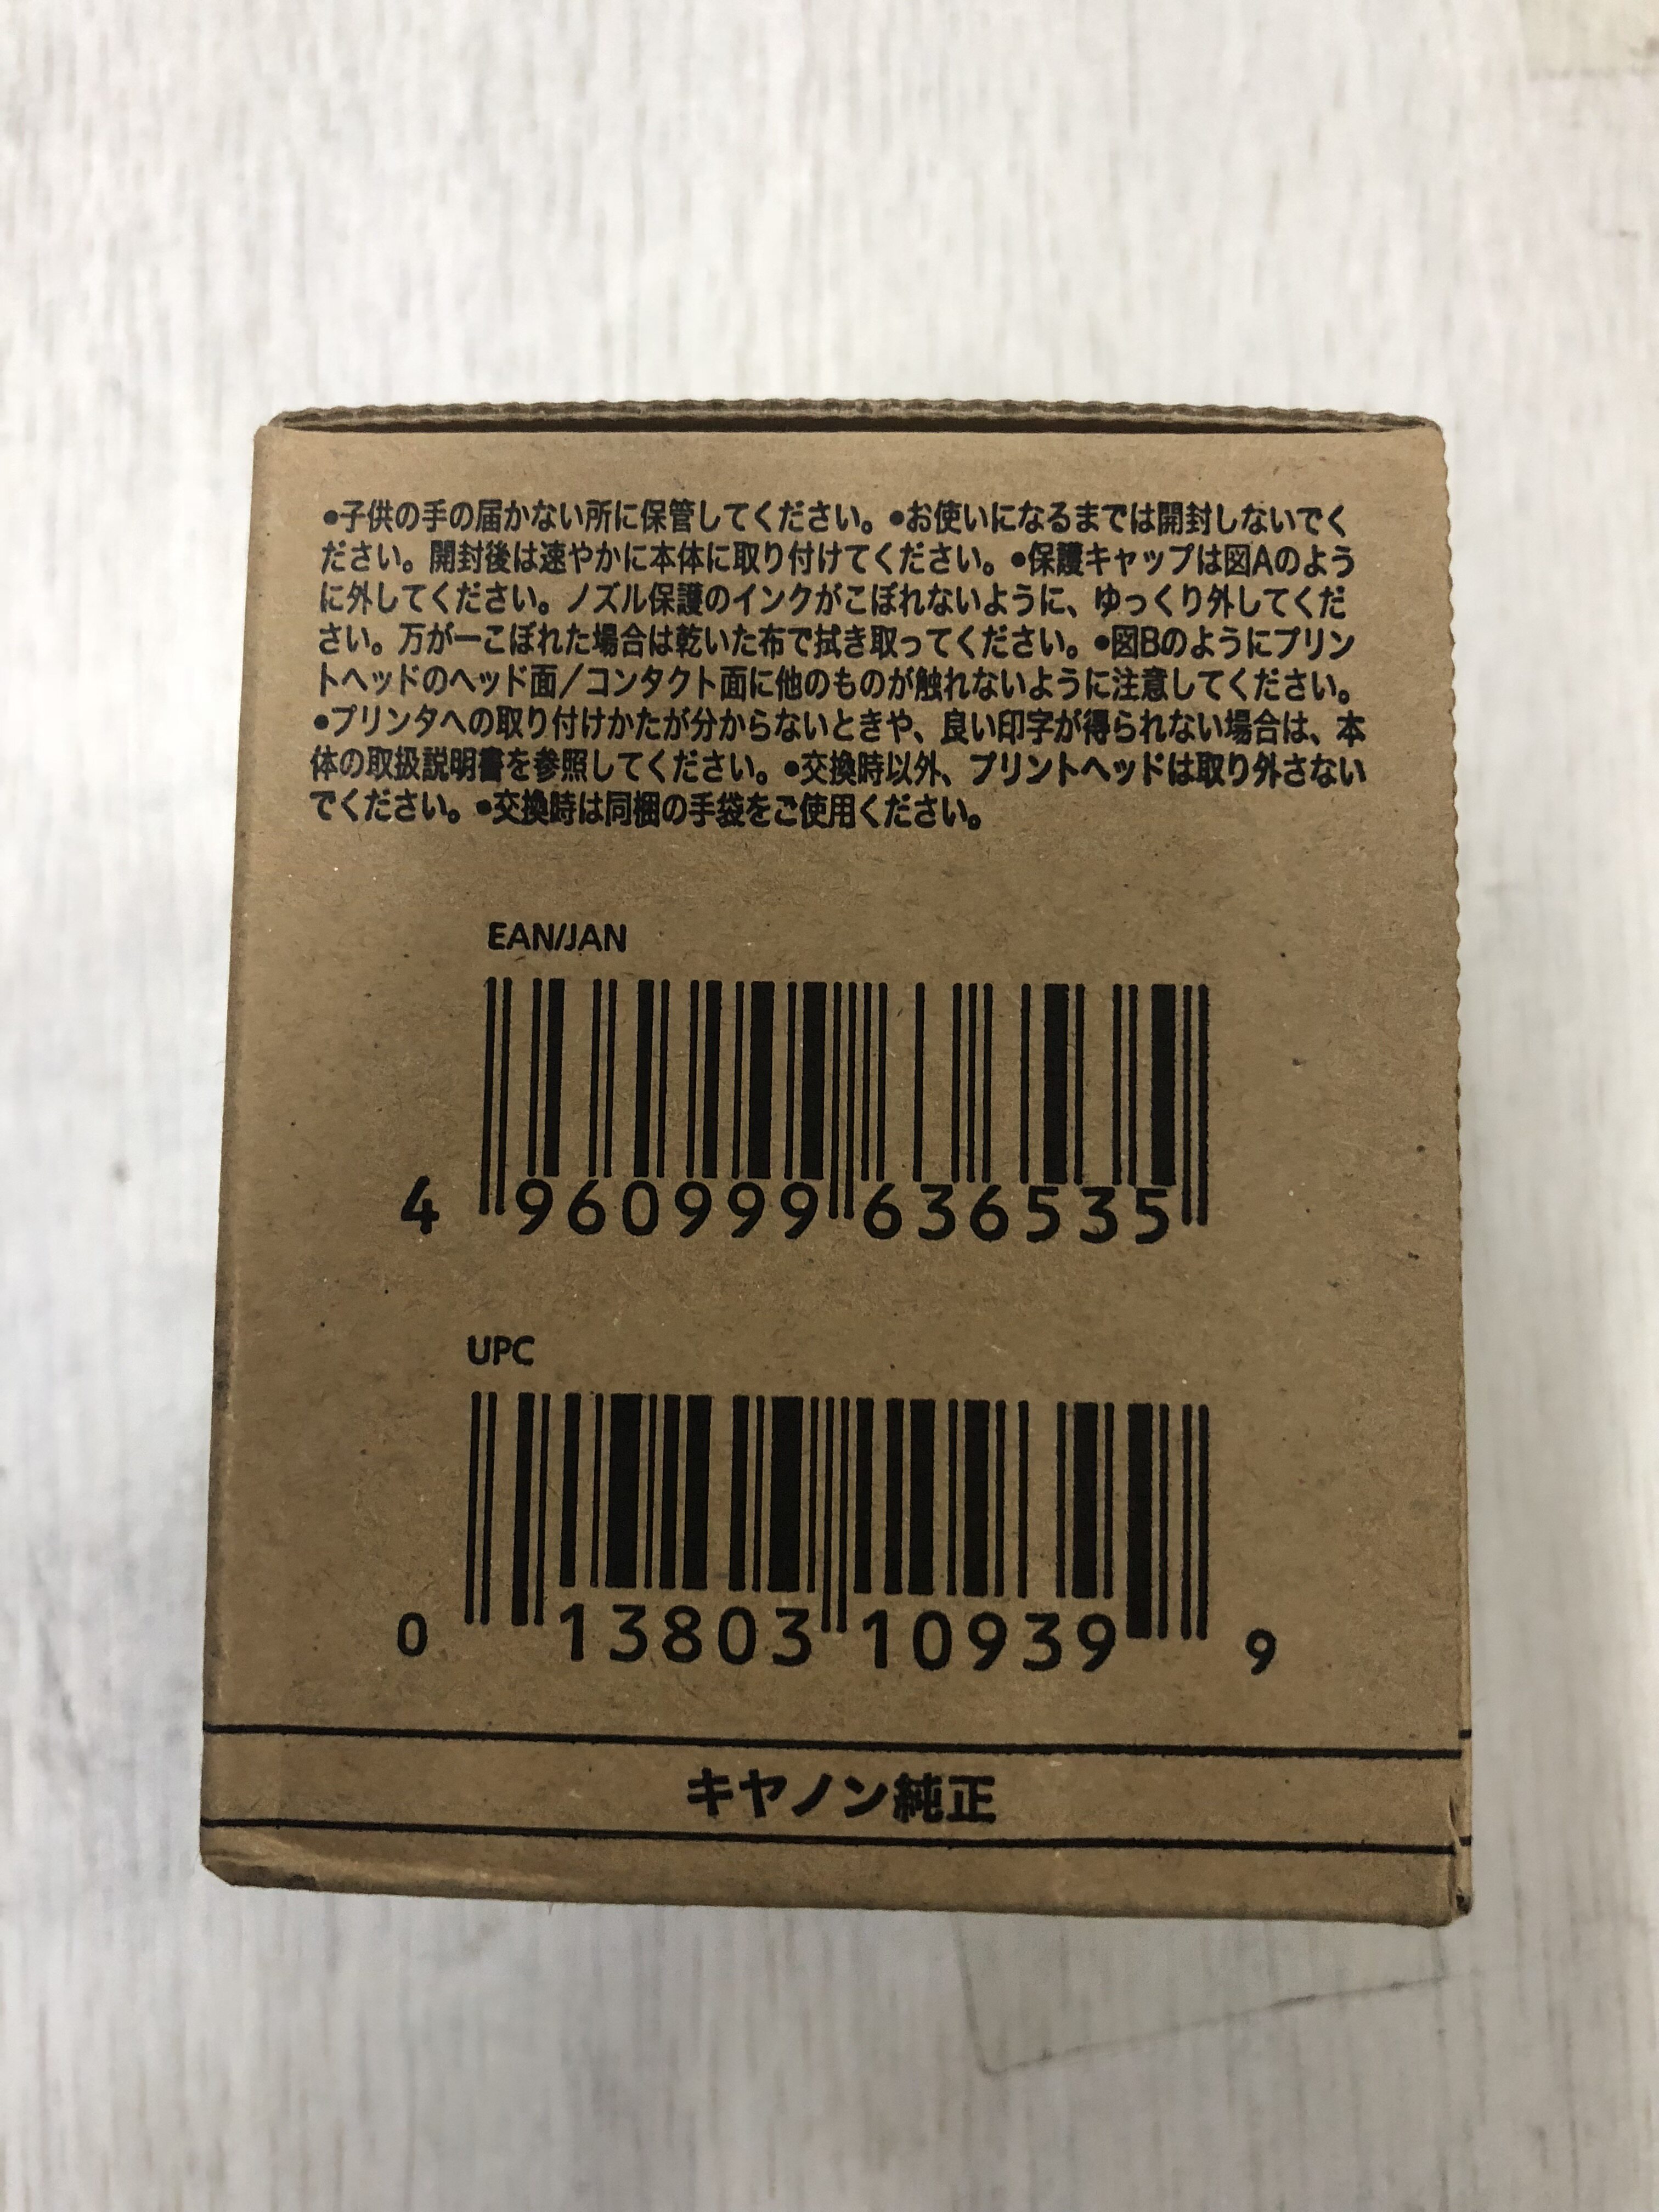 ●子供の手の届かない所に保管してください。●お使いになるまでは開封しないでく
ださい。開封後は速やかに本体に取り付けてください。●保護キャップは図Aのよう
に外してください。ノズル保護のインクがこぼれないように、ゆっくり外してくだ
さい。万が一こぼれた場合は乾いた布で拭き取ってください。●図Bのようにプリン
トヘッドのヘッド面/コンタクト面に他のものが触れないように注意してください。
●プリンタへの取り付けかたが分からないときや、良い印字が得られない場合は、本
体の取扱説明書を参照してください。●交換時以外、プリントヘッドは取り外さない
でください。●交換時は同梱の手袋をご使用ください。
EAN/JAN
4 960999 636535
UPC
0 13803 10939 9
キヤノン純正